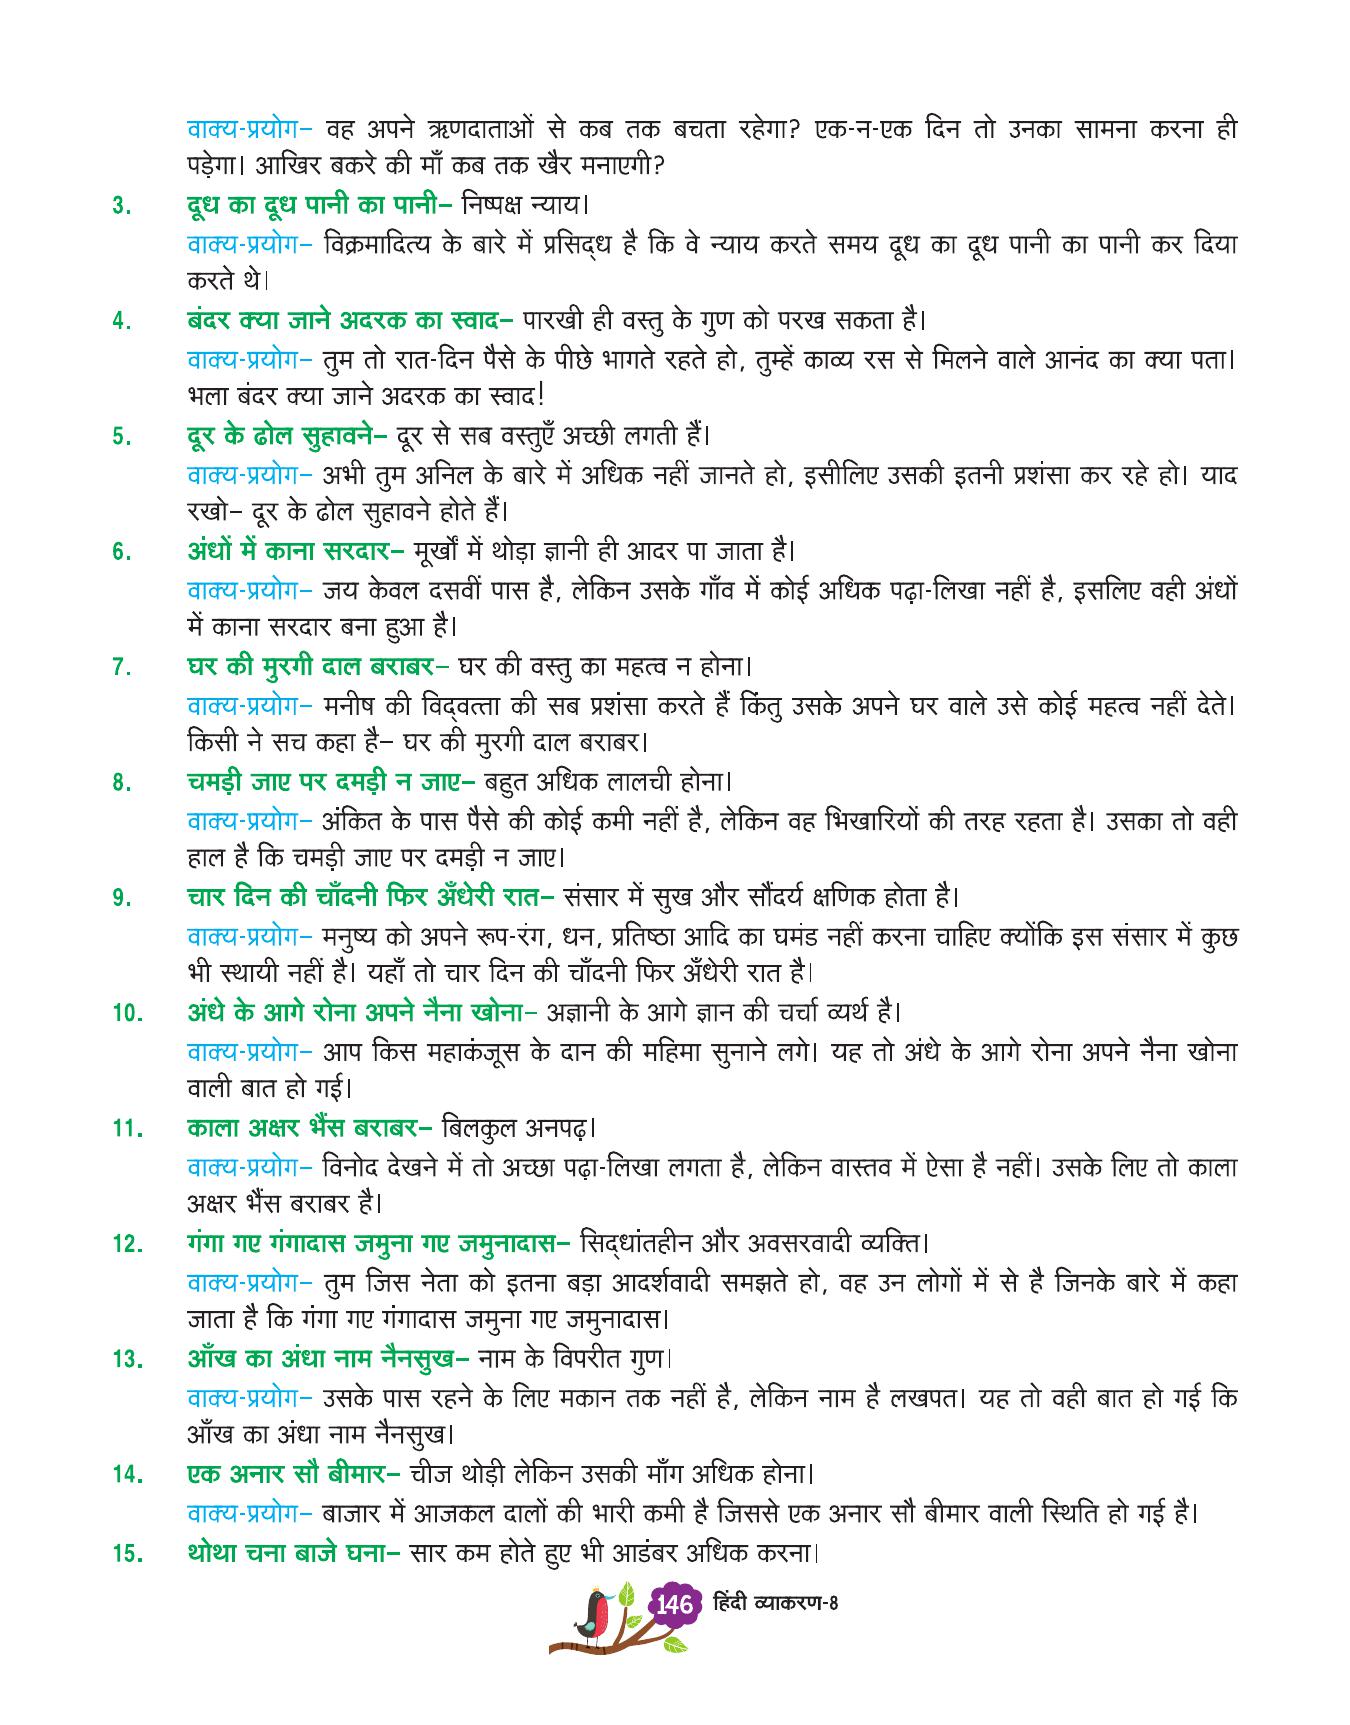 वाक्य-प्रयोग– वह अपने ऋणदाताओं से कब तक बचता रहेगा? एक-न-एक दिन तो उनका सामना करना ही
पड़ेगा। आखिर बकरे की माँ कब तक खैर मनाएगी?
3. दूध का दूध पानी का पानी– निष्पक्ष न्याय।
वाक्य-प्रयोग– विक्रमादित्य के बारे में प्रसिद्ध है कि वे न्याय करते समय दूध का दूध पानी का पानी कर दिया
करते थे।
4. बंदर क्या जाने अदरक का स्वाद– पारखी ही वस्तु के गुण को परख सकता है।
वाक्य-प्रयोग– तुम तो रात-दिन पैसे के पीछे भागते रहते हो, तुम्हें काव्य रस से मिलने वाले आनंद का क्या पता।
भला बंदर क्या जाने अदरक का स्वाद!
5. दूर के ढोल सुहावने– दूर से सब वस्तुएँ अच्छी लगती हैं।
वाक्य-प्रयोग– अभी तुम अनिल के बारे में अधिक नहीं जानते हो, इसीलिए उसकी इतनी प्रशंसा कर रहे हो। याद
रखो– दूर के ढोल सुहावने होते हैं।
6. अंधों में काना सरदार– मूर्खों में थोड़ा ज्ञानी ही आदर पा जाता है।
वाक्य-प्रयोग– जय केवल दसवीं पास है, लेकिन उसके गाँव में कोई अधिक पढ़ा-लिखा नहीं है, इसलिए वही अंधों
में काना सरदार बना हुआ है।
7. घर की मुरगी दाल बराबर– घर की वस्तु का महत्व न होना।
वाक्य-प्रयोग– मनीष की विद्वत्ता की सब प्रशंसा करते हैं किंतु उसके अपने घर वाले उसे कोई महत्व नहीं देते।
किसी ने सच कहा है– घर की मुरगी दाल बराबर।
8. चमड़ी जाए पर दमड़ी न जाए– बहुत अधिक लालची होना।
वाक्य-प्रयोग– अंकित के पास पैसे की कोई कमी नहीं है, लेकिन वह भिखारियों की तरह रहता है। उसका तो वही
हाल है कि चमड़ी जाए पर दमड़ी न जाए।
9. चार दिन की चाँदनी फिर अँधेरी रात– संसार में सुख और सौंदर्य क्षणिक होता है।
वाक्य-प्रयोग– मनुष्य को अपने रूप-रंग, धन, प्रतिष्ठा आदि का घमंड नहीं करना चाहिए क्योंकि इस संसार में कुछ
भी स्थायी नहीं है। यहाँ तो चार दिन की चाँदनी फिर अँधेरी रात है।
10. अंधे के आगे रोना अपने नैना खोना– अज्ञानी के आगे ज्ञान की चर्चा व्यर्थ है।
वाक्य-प्रयोग– आप किस महाकंजूस के दान की महिमा सुनाने लगे। यह तो अंधे के आगे रोना अपने नैना खोना
वाली बात हो गई।
11. काला अक्षर भैंस बराबर– बिलकुल अनपढ़।
वाक्य-प्रयोग– विनोद देखने में तो अच्छा पढ़ा-लिखा लगता है, लेकिन वास्तव में ऐसा है नहीं। उसके लिए तो काला
अक्षर भैंस बराबर है।
12. गंगा गए गंगादास जमुना गए जमुनादास– सिद्धांतहीन और अवसरवादी व्यक्ति।
वाक्य-प्रयोग– तुम जिस नेता को इतना बड़ा आदर्शवादी समझते हो, वह उन लोगों में से है जिनके बारे में कहा
जाता है कि गंगा गए गंगादास जमुना गए जमुनादास।
13. आँख का अंधा नाम नैनसुख– नाम के विपरीत गुण।
वाक्य-प्रयोग– उसके पास रहने के लिए मकान तक नहीं है, लेकिन नाम है लखपत। यह तो वही बात हो गई कि
आँख का अंधा नाम नैनसुख।
14. एक अनार सौ बीमार– चीज थोड़ी लेकिन उसकी माँग अधिक होना।
वाक्य-प्रयोग– बाजार में आजकल दालों की भारी कमी है जिससे एक अनार सौ बीमार वाली स्थिति हो गई है।
15. थोथा चना बाजे घना– सार कम होते हुए भी आडंबर अधिक करना।
146 हिंदी व्याकरण-8